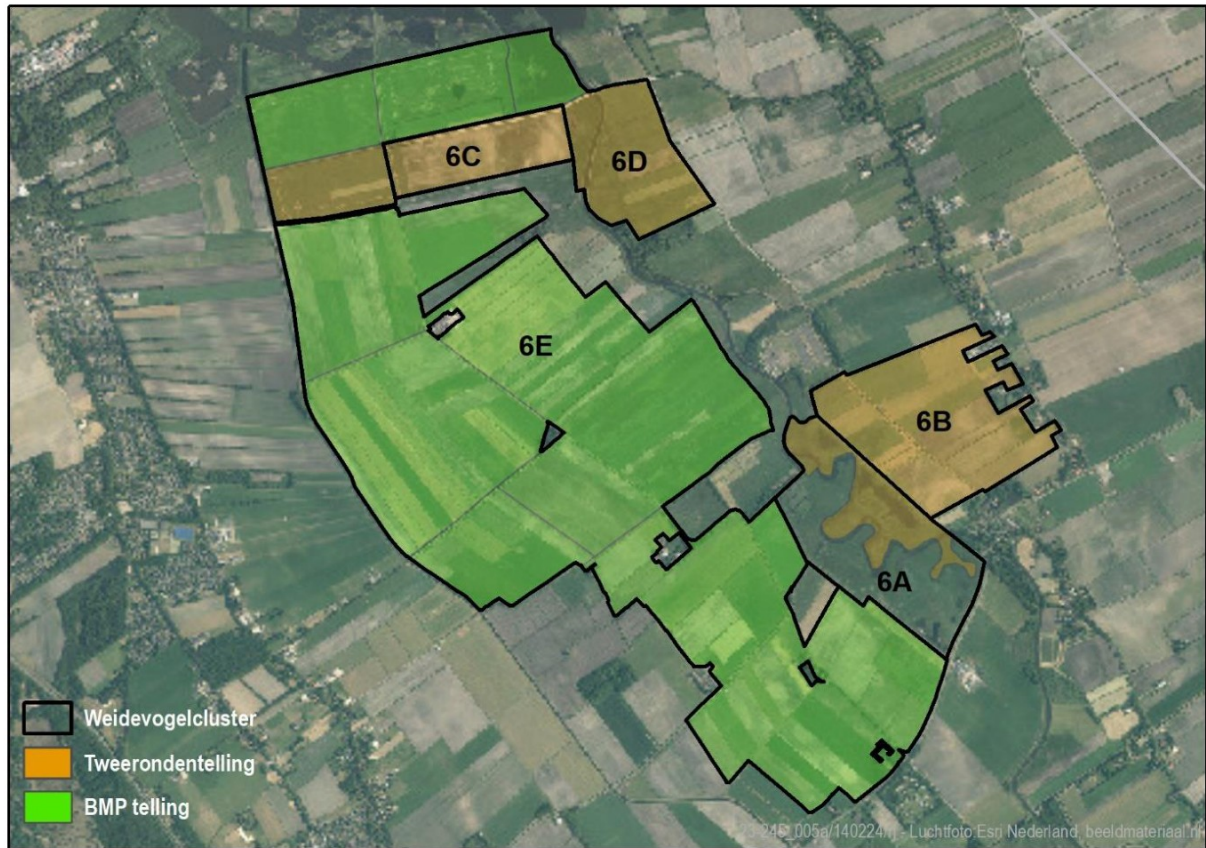 6C
6D
6E
6B
6A
Weidevogelcluster
Tweerondentelling
BMP telling
Luchtfoto:Esri Nederland, beeldmateriaal.nl